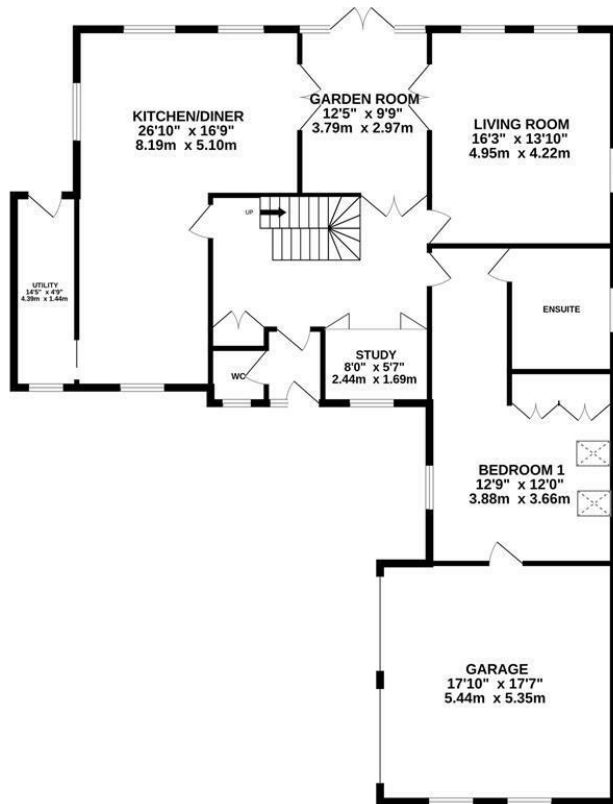 KITCHEN/DINER
26'10" x 16'9"
8.19m x 5.10m
GARDEN ROOM
12'5" x 9'9"
3.79m x 2.97m
LIVING ROOM
16'3" x 13'10"
4.95m x 4.22m
UP
UTILITY
14'5" x 4'9"
4.39m x 1.44m
ENSUITE
WC
STUDY
8'0" x 5'7"
2.44m x 1.69m
BEDROOM 1
12'9" x 12'0"
3.88m x 3.66m
GARAGE
17'10" x 17'7"
5.44m x 5.35m